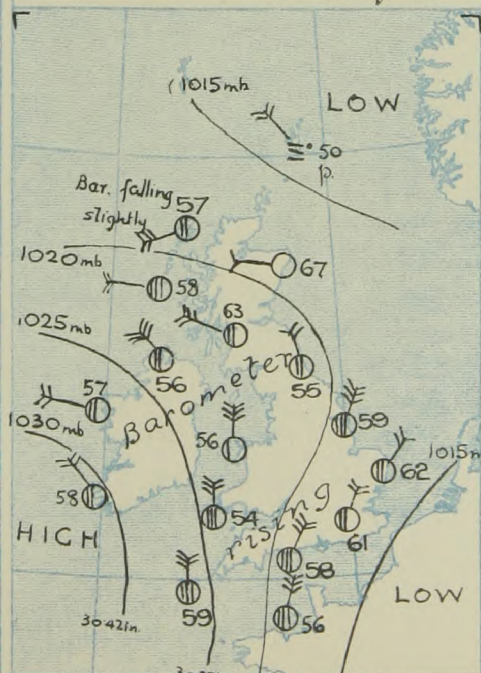 1015mb
LOW
50
p.
Bar. falling
slightly
57
1020mb
67
58
63
1025mb
56
Barometer
55
57
59
1030mb
56
1015m
62
58
54
61
HIGH
rising
58
LOW
59
56
30.42in.